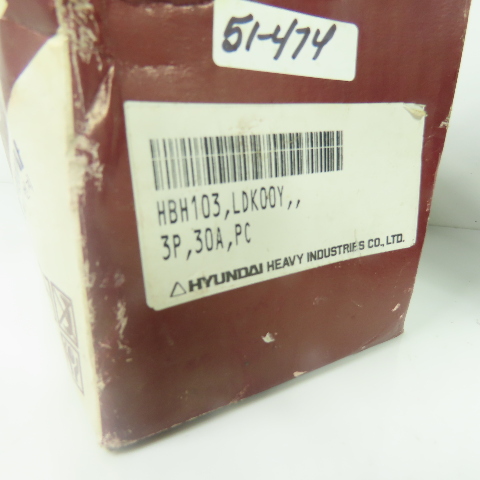 51-474
HBH103,LDK00Y,,
3P,30A,PC
HYUNDAI HEAVY INDUSTRIES CO., LTD.
K